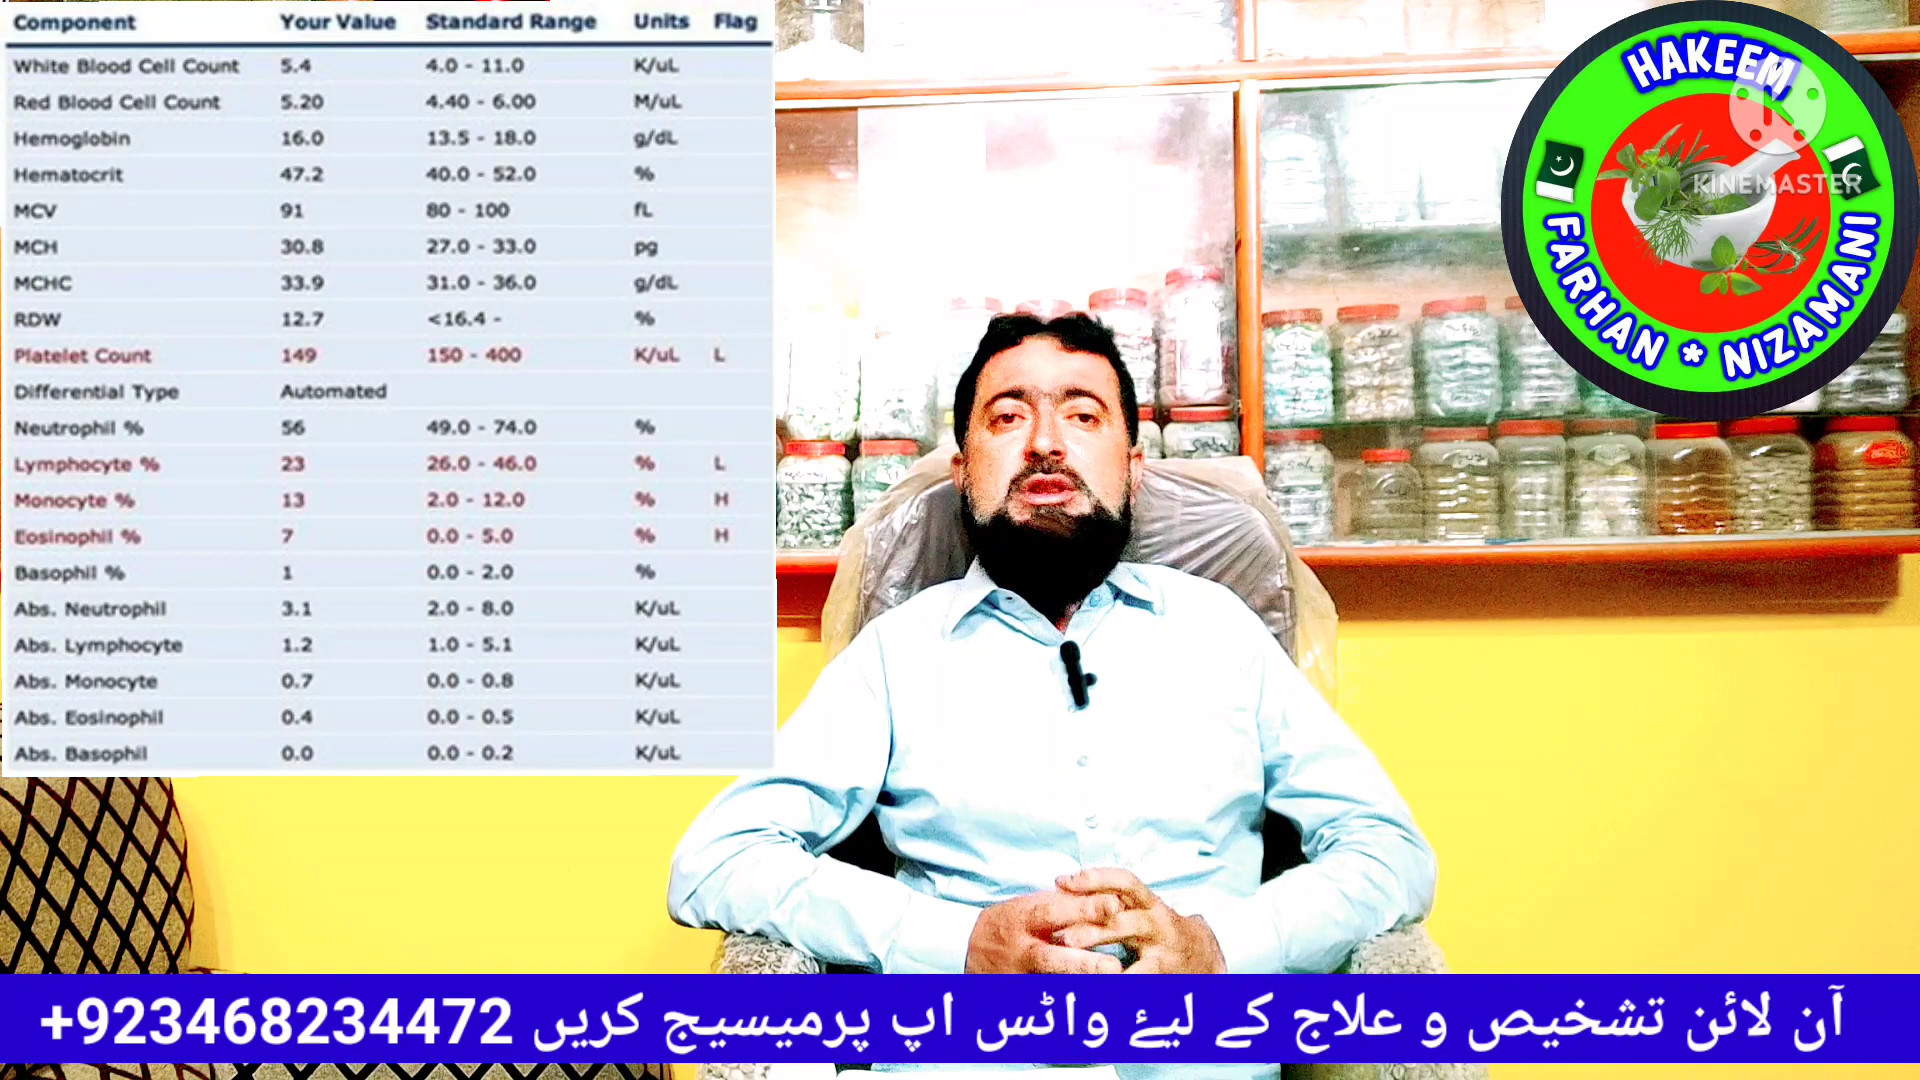 Component Your Value Standard Range Units Flag
White Blood Cell Count 5.4 4.0 - 11.0 K/uL
Red Blood Cell Count 5.20 4.40 - 6.00 M/uL
Hemoglobin 16.0 13.5 - 18.0 g/dL
Hematocrit 47.2 40.0 - 52.0 %
MCV 91 80 - 100 fL
MCH 30.8 27.0 - 33.0 pg
MCHC 33.9 31.0 - 36.0 g/dL
RDW 12.7 <16.4 - %
Platelet Count 149 150 - 400 K/uL L
Differential Type Automated
Neutrophil % 56 49.0 - 74.0 %
Lymphocyte % 23 26.0 - 46.0 % L
Monocyte % 13 2.0 - 12.0 % H
Eosinophil % 7 0.0 - 5.0 % H
Basophil % 1 0.0 - 2.0 %
Abs. Neutrophil 3.1 2.0 - 8.0 K/uL
Abs. Lymphocyte 1.2 1.0 - 5.1 K/uL
Abs. Monocyte 0.7 0.0 - 0.8 K/uL
Abs. Eosinophil 0.4 0.0 - 0.5 K/uL
Abs. Basophil 0.0 0.0 - 0.2 K/uL
HAKEEM
FARHAN * NIZAMANI
KINEMASTER
آن لائن تشخیص و علاج کے لیۓ واٹس اپ پرمیسیج کریں +923468234472